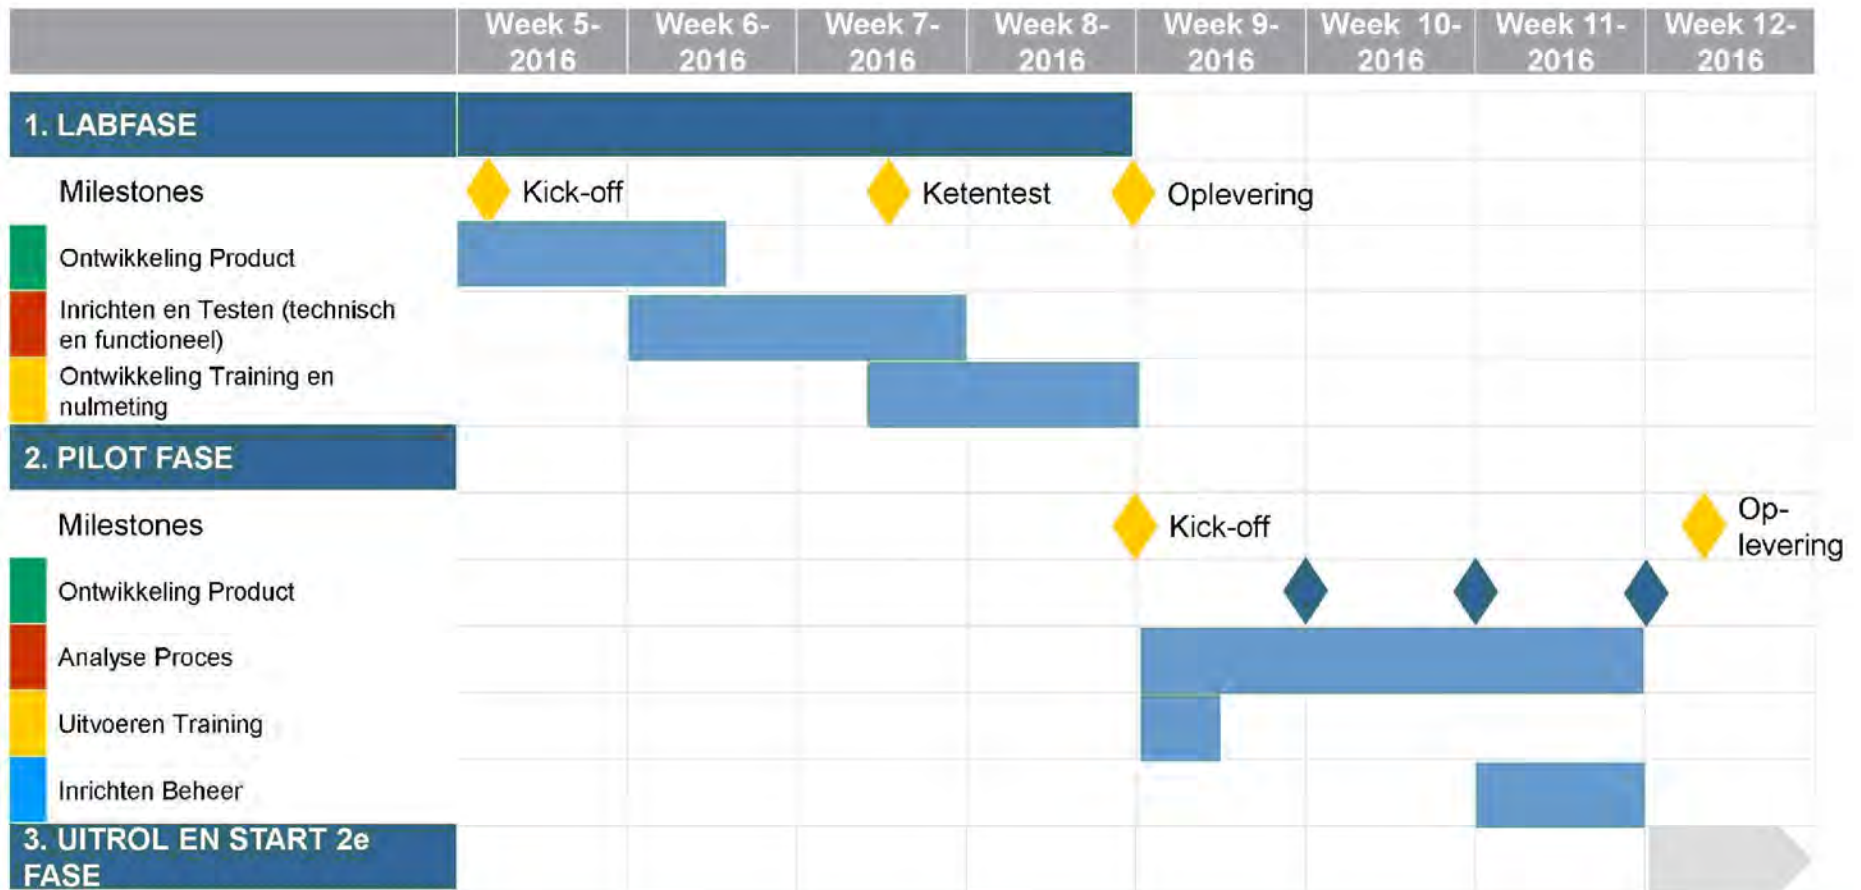 Week 5-
2016
Week 6-
2016
Week 7-
2016
Week 8-
2016
Week 9-
2016
Week 10-
2016
Week 11-
2016
Week 12-
2016
1. LABFASE
Milestones
Kick-off
Ketentest
Oplevering
Ontwikkeling Product
Inrichten en Testen (technisch
en functioneel)
Ontwikkeling Training en
nulmeting
2. PILOT FASE
Milestones
Kick-off
Op-
levering
Ontwikkeling Product
Analyse Proces
Uitvoeren Training
Inrichten Beheer
3. UITROL EN START 2e
FASE